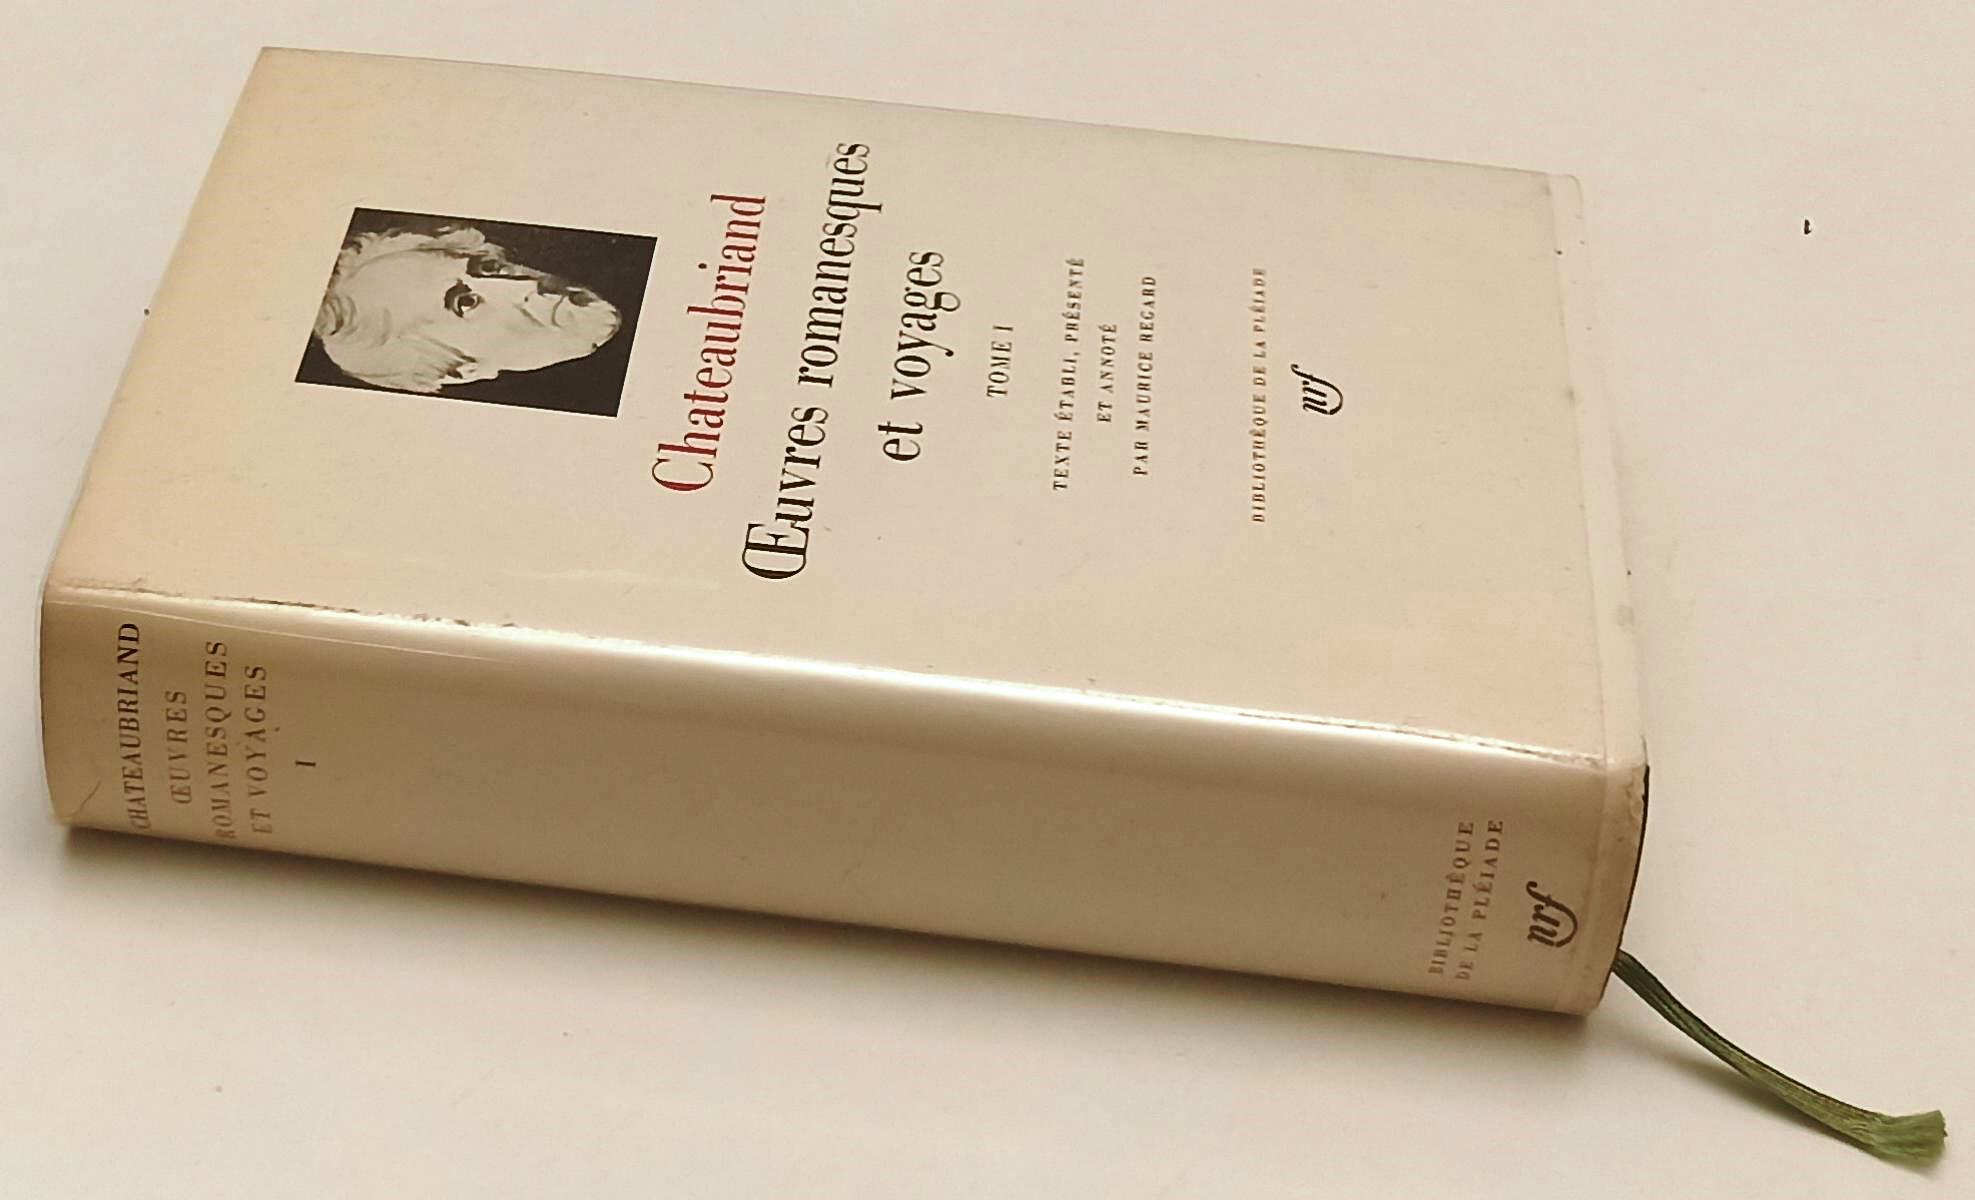 Chateaubriand
Œuvres romanesques
et voyages
TOME I
TEXTE ÉTABLI, PRÉSENTÉ
ET ANNOTÉ
PAR MAURICE REGARD
BIBLIOTHÈQUE DE LA PLÉIADE
nrf
CHATEAUBRIAND
ŒUVRES
ROMANESQUES
ET VOYAGES
I
BIBLIOTHÈQUE
DE LA PLÉIADE
nrf